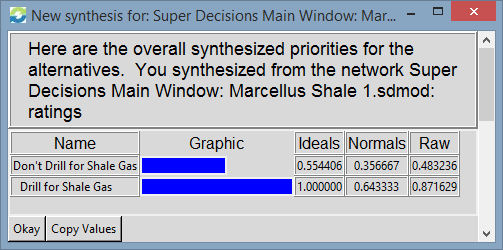 New synthesis for: Super Decisions Main Window: Mar...
Here are the overall synthesized priorities for the
alternatives. You synthesized from the network Super
Decisions Main Window: Marcellus Shale 1.sdmod:
ratings
Name Graphic Ideals Normals Raw
Don't Drill for Shale Gas 0.554406 0.356667 0.483236
Drill for Shale Gas 1.000000 0.643333 0.871629
Okay Copy Values